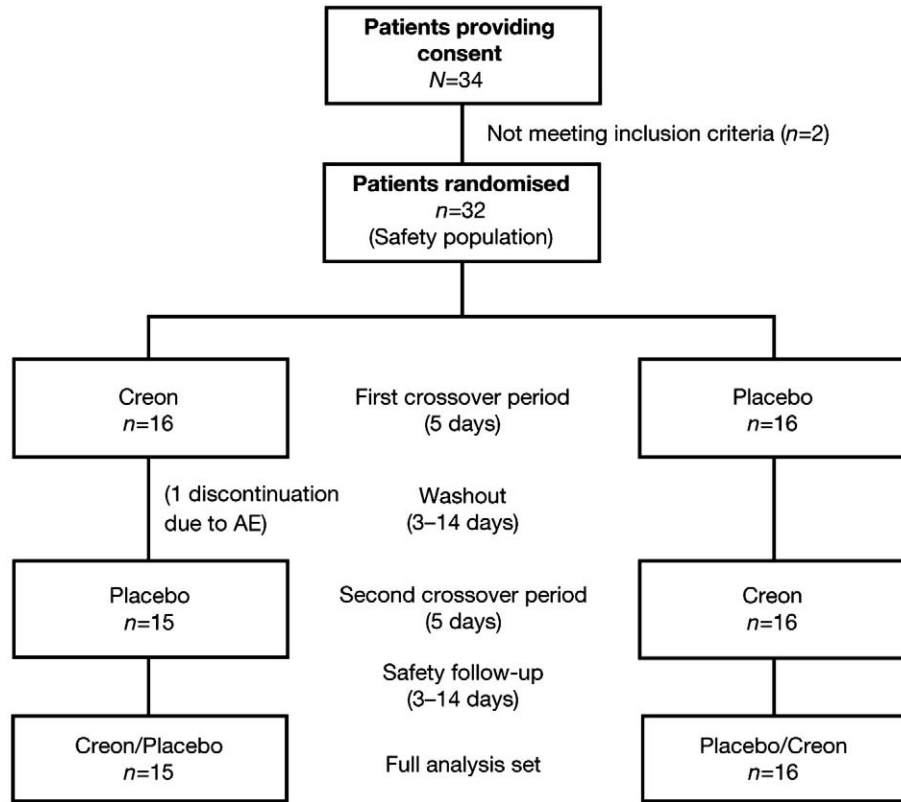 Patients providing
consent
N=34
Not meeting inclusion criteria (n=2)
Patients randomised
n=32
(Safety population)
Creon
n=16
First crossover period
(5 days)
Placebo
n=16
(1 discontinuation
due to AE)
Washout
(3–14 days)
Placebo
n=15
Second crossover period
(5 days)
Creon
n=16
Safety follow-up
(3–14 days)
Creon/Placebo
n=15
Full analysis set
Placebo/Creon
n=16